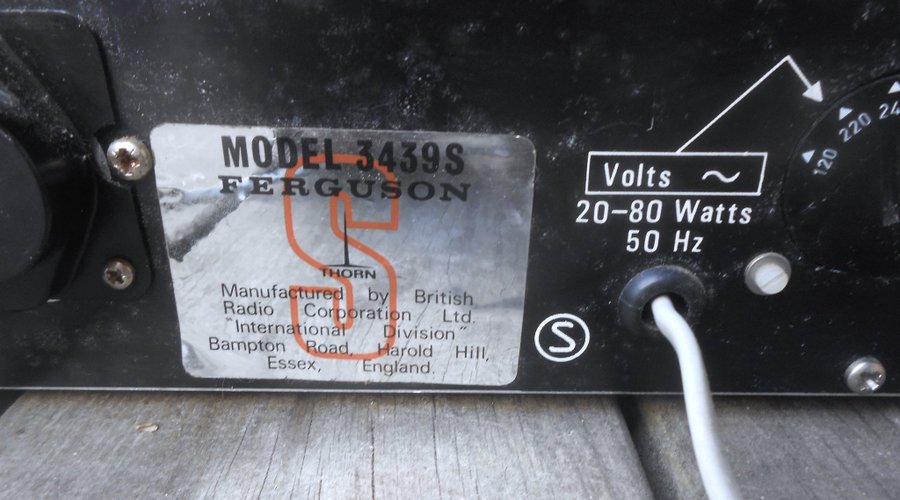 MODEL 3439S
FERGUSON
S
THORN
Manufactured by British
Radio Corporation Ltd.
"International Division"
Bampton Road, Harold Hill,
Essex, England.
S
Volts ~
20-80 Watts
50 Hz
120 220 24